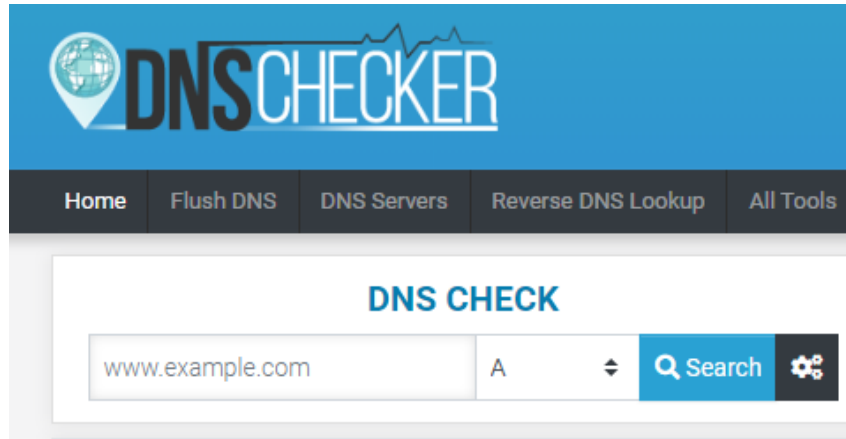 DNSCHECKER
Home Flush DNS DNS Servers Reverse DNS Lookup All Tools
DNS CHECK
www.example.com A Search